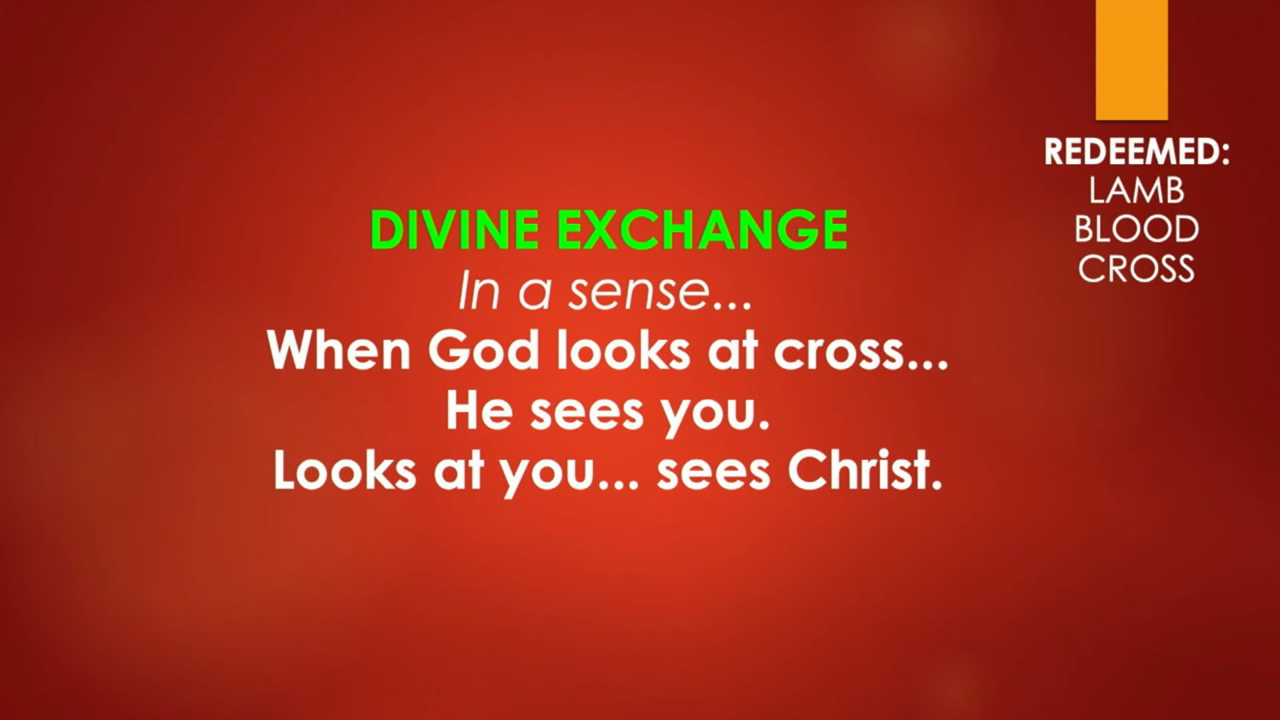 REDEEMED:
LAMB
BLOOD
CROSS
DIVINE EXCHANGE
In a sense...
When God looks at cross...
He sees you.
Looks at you... sees Christ.